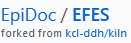 EpiDoc / EFES
forked from kcl-ddh/kiln